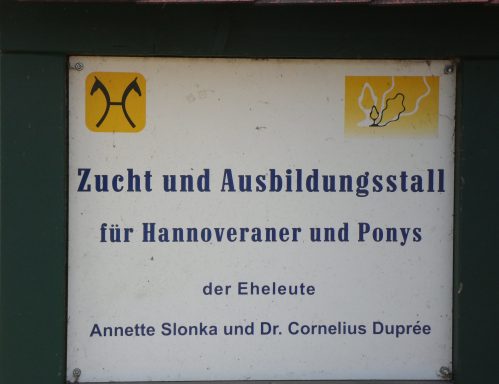 Zucht und Ausbildungsstall
für Hannoveraner und Ponys
der Eheleute
Annette Slonka und Dr. Cornelius Duprée